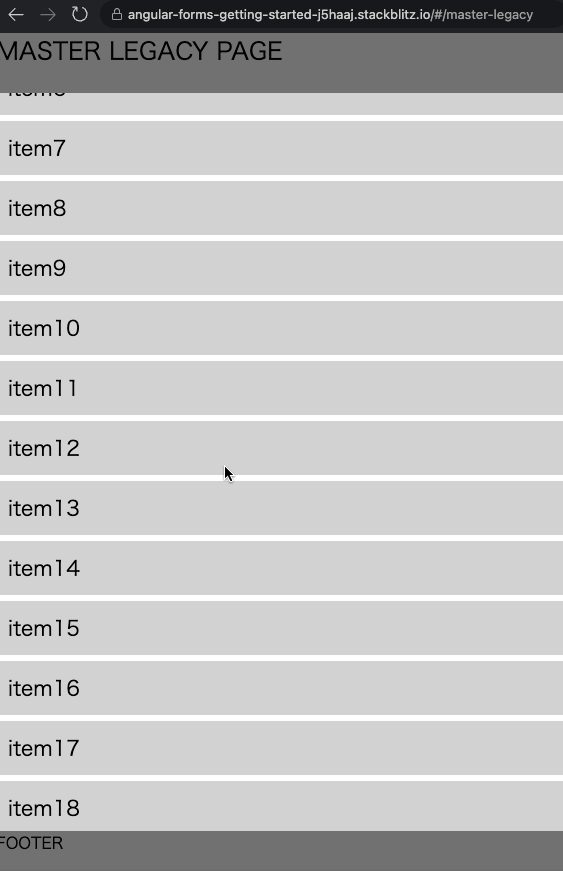 angular-forms-getting-started-j5haaj.stackblitz.io/#/master-legacy
MASTER LEGACY PAGE
item7
item8
item9
item10
item11
item12
item13
item14
item15
item16
item17
item18
FOOTER